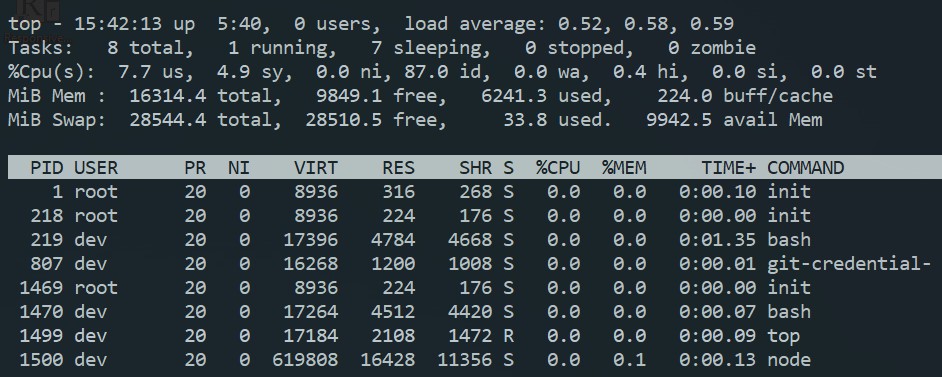 top - 15:42:13 up  5:40,  0 users,  load average: 0.52, 0.58, 0.59
Tasks:   8 total,   1 running,   7 sleeping,   0 stopped,   0 zombie
%Cpu(s):  7.7 us,  4.9 sy,  0.0 ni, 87.0 id,  0.0 wa,  0.4 hi,  0.0 si,  0.0 st
MiB Mem :  16314.4 total,   9849.1 free,   6241.3 used,    224.0 buff/cache
MiB Swap:  28544.4 total,  28510.5 free,     33.8 used.   9942.5 avail Mem
  PID USER      PR  NI    VIRT    RES    SHR S  %CPU  %MEM     TIME+ COMMAND
    1 root      20   0    8936    316    268 S   0.0   0.0   0:00.10 init
  218 root      20   0    8936    224    176 S   0.0   0.0   0:00.00 init
  219 dev       20   0   17396   4784   4668 S   0.0   0.0   0:01.35 bash
  807 dev       20   0   16268   1200   1008 S   0.0   0.0   0:00.01 git-credential-
 1469 root      20   0    8936    224    176 S   0.0   0.0   0:00.00 init
 1470 dev       20   0   17264   4512   4420 S   0.0   0.0   0:00.07 bash
 1499 dev       20   0   17184   2108   1472 R   0.0   0.0   0:00.09 top
 1500 dev       20   0  619808  16428  11356 S   0.0   0.1   0:00.13 node